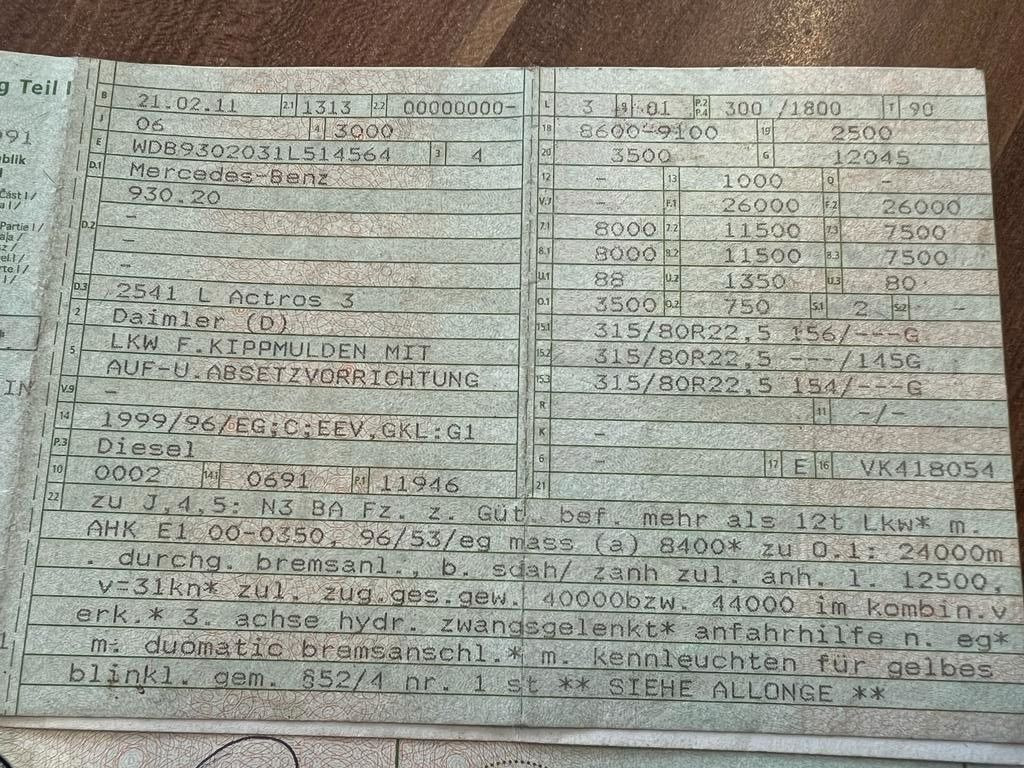 g Teil I
991
blik
Část I /
a I /
Partie I /
aja /
sz /
el I /
rte I /
I /
IN
B 21.02.11 2.1 1313 2.2 00000000-
J 06 4 3000
E WDB9302031L514564 3 4
D.1 Mercedes-Benz
930.20
D.2 –
–
–
D.3 2541 L Actros 3
2 Daimler (D)
5 LKW F.KIPPMULDEN MIT
AUF-U.ABSETZVORRICHTUNG
V.9 –
14 1999/96/EG;C;EEV,GKL:G1
P.3 Diesel
10 0002 14.1 0691 P.1 11946
L 3 9 01 P.2 P.4 300 /1800 T 90
18 8600-9100 19 2500
20 3500 G 12045
12 – 13 1000 Q –
V.7 – F.1 26000 F.2 26000
7.1 8000 7.2 11500 7.3 7500
8.1 8000 8.2 11500 8.3 7500
U.1 88 U.2 1350 U.3 80
O.1 3500 O.2 750 S.1 2 S.2 –
15.1 315/80R22,5 156/---G
15.2 315/80R22,5 ---/145G
15.3 315/80R22,5 154/---G
R 11 -/-
K –
6 – 17 E 16 VK418054
21
22 zu J,4,5: N3 BA Fz. z. Güt. bef. mehr als 12t Lkw* m.
AHK E1 00-0350, 96/53/eg mass (a) 8400* zu O.1: 24000m
. durchg. bremsanl., b. sdah/ zanh zul. anh. l. 12500,
v=31kn* zul. zug.ges.gew. 40000bzw. 44000 im kombin.v
erk.* 3. achse hydr. zwangsgelenkt* anfahrhilfe n. eg*
m. duomatic bremsanschl.* m. kennleuchten für gelbes
blinkl. gem. §52/4 nr. 1 st ** SIEHE ALLONGE **